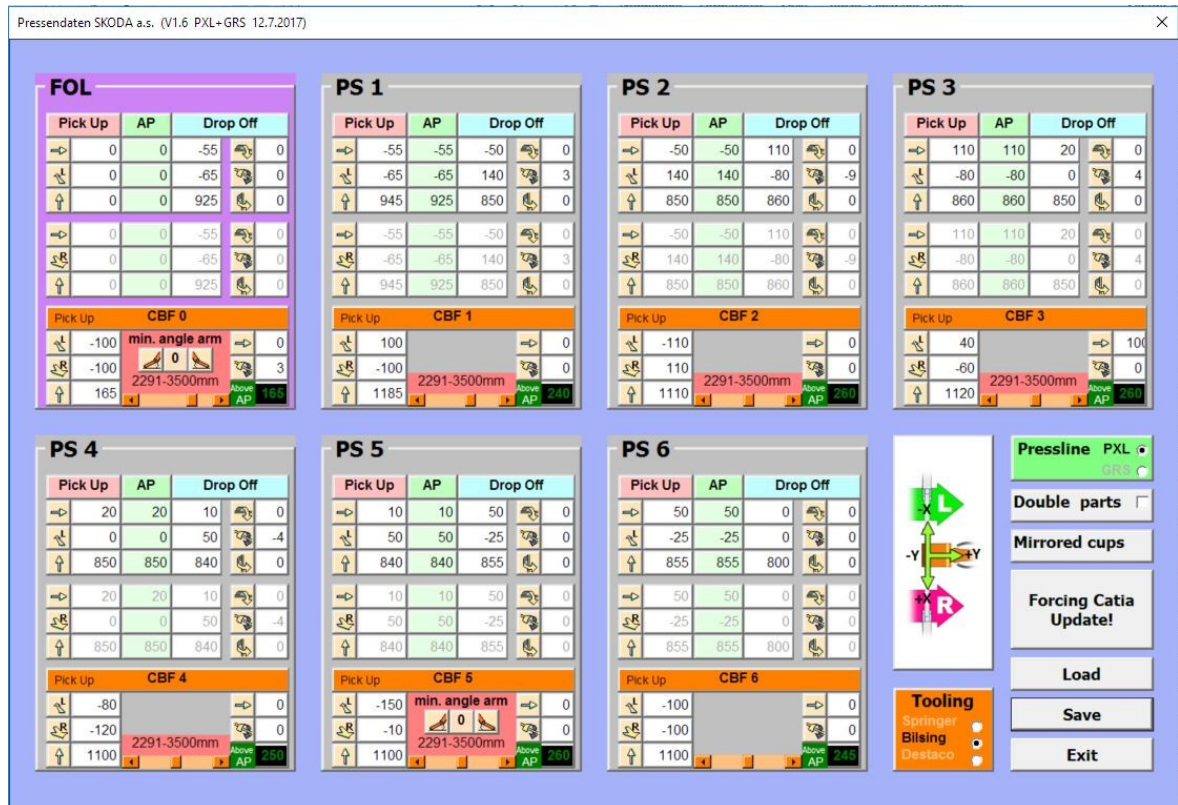 Pressendaten SKODA a.s. (V1.6 PXL+GRS 12.7.2017)
FOL
Pick Up AP Drop Off
0 0 -55 0
L 0 0 -65 0
0 0 925 0
0 0 -55 0
R 0 0 -65 0
0 0 925 0
Pick Up CBF 0
L -100 min. angle arm 0
R -100 0 3
2291-3500mm
165 Above AP 165
PS 1
Pick Up AP Drop Off
-55 -55 -50 0
L -65 -65 140 3
945 925 850 0
-55 -55 -50 0
R -65 -65 140 3
945 925 850 0
Pick Up CBF 1
L 100 0
R -100 0
2291-3500mm
1185 Above AP 240
PS 2
Pick Up AP Drop Off
-50 -50 110 0
L 140 140 -80 -9
850 850 860 0
-50 -50 110 0
R 140 140 -80 -9
850 850 860 0
Pick Up CBF 2
L -110 0
R 110 0
2291-3500mm
1110 Above AP 260
PS 3
Pick Up AP Drop Off
110 110 20 0
L -80 -80 0 4
860 860 850 0
110 110 20 0
R -80 -80 0 4
860 860 850 0
Pick Up CBF 3
L 40 100
R -60 0
2291-3500mm
1120 Above AP 260
PS 4
Pick Up AP Drop Off
20 20 10 0
L 0 0 50 -4
850 850 840 0
20 20 10 0
R 0 0 50 -4
850 850 840 0
Pick Up CBF 4
L -80 0
R -120 0
2291-3500mm
1100 Above AP 250
PS 5
Pick Up AP Drop Off
10 10 50 0
L 50 50 -25 0
840 840 855 0
10 10 50 0
R 50 50 -25 0
840 840 855 0
Pick Up CBF 5
L -150 min. angle arm 0
R -10 0 0
2291-3500mm
1100 Above AP 260
PS 6
Pick Up AP Drop Off
50 50 0 0
L -25 -25 0 0
855 855 800 0
50 50 0 0
R -25 -25 0 0
855 855 800 0
Pick Up CBF 6
L -100 0
R -100 0
1100 Above AP 245
-X L
-Y +Y
+X R
Tooling
Springer
Bilsing
Destaco
Pressline PXL
GRS
Double parts
Mirrored cups
Forcing Catia
Update!
Load
Save
Exit